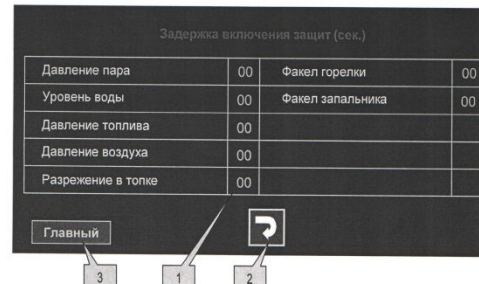 Задержка включения защит (сек.)
Давление пара 00 Факел горелки 00
Уровень воды 00 Факел запальника 00
Давление топлива 00
Давление воздуха 00
Разрежение в топке 00
Главный
3 1 2